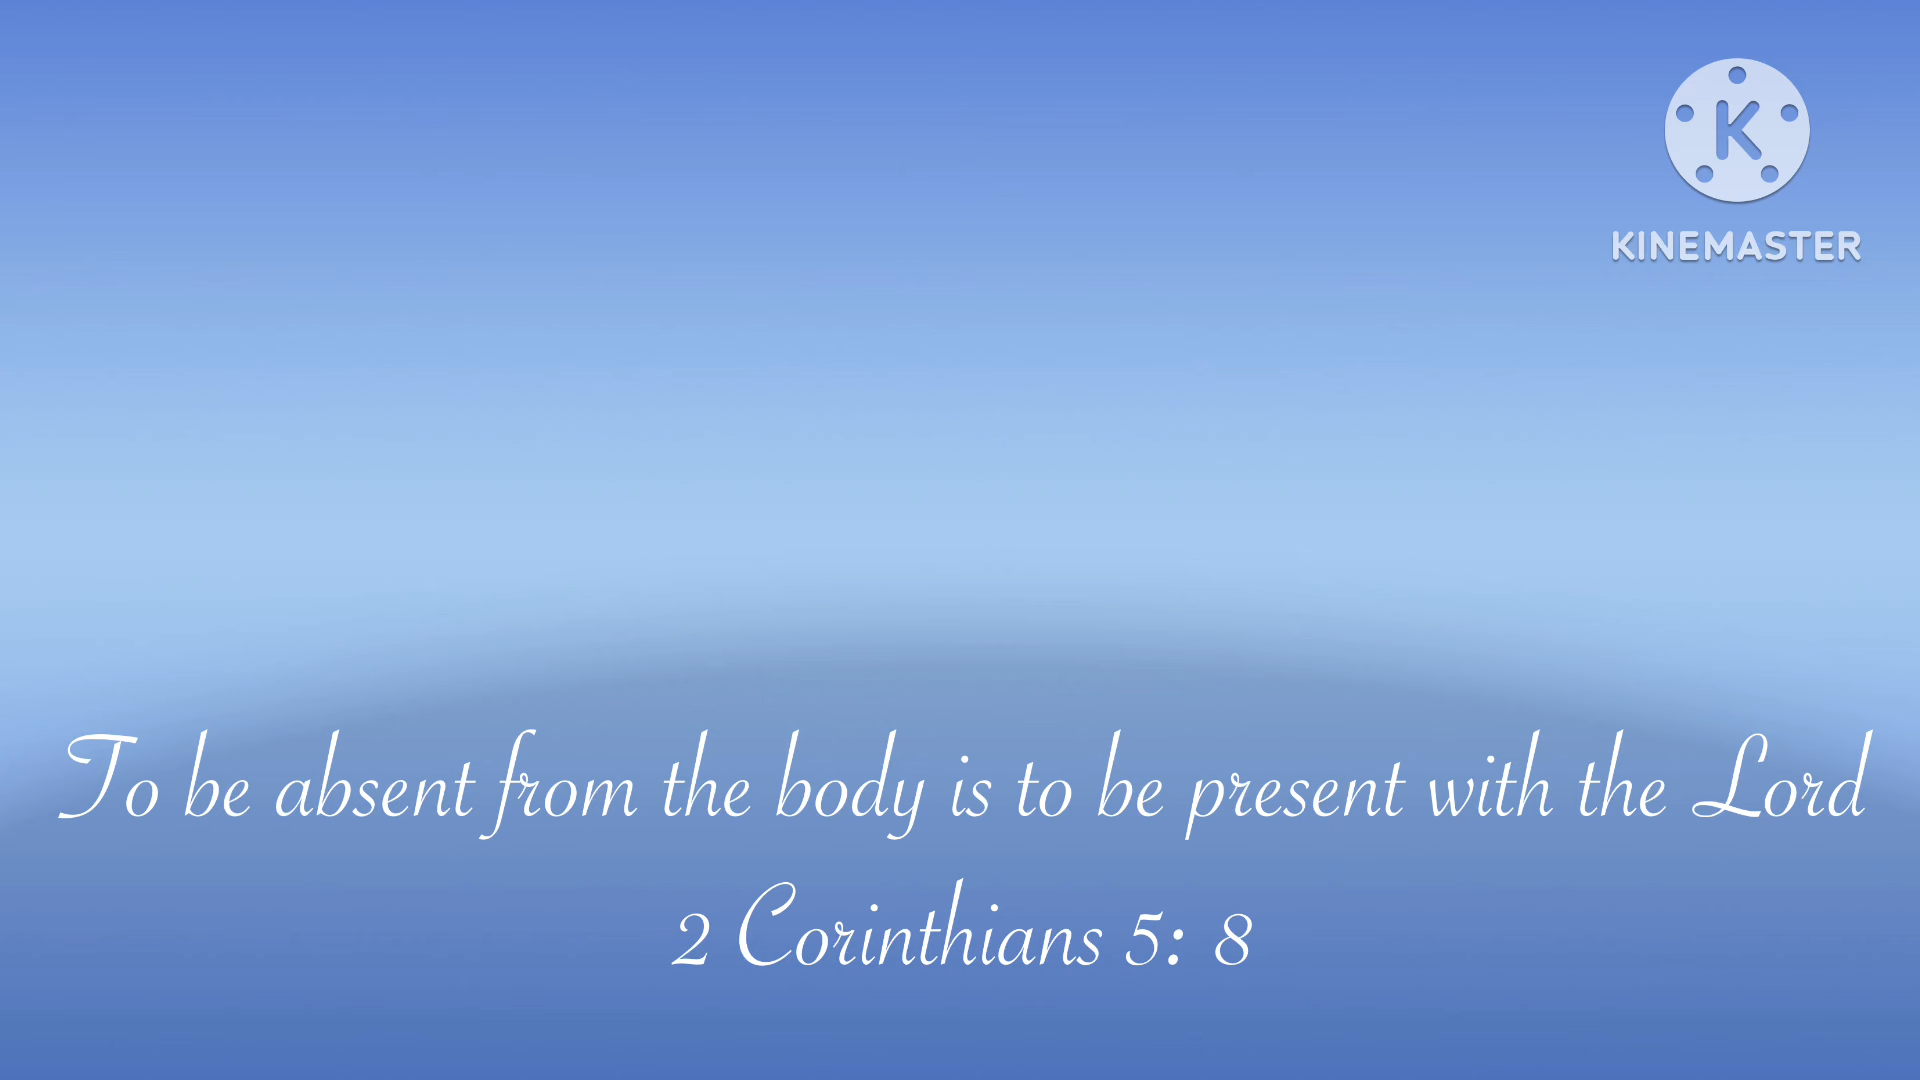 K
KINEMASTER
To be absent from the body is to be present with the Lord
2 Corinthians 5: 8